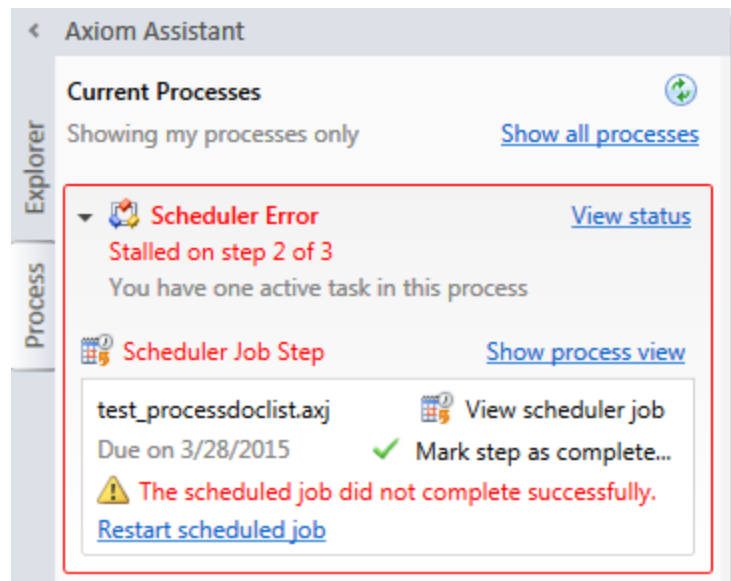 Axiom Assistant
Explorer
Process
Current Processes
Showing my processes only Show all processes
Scheduler Error View status
Stalled on step 2 of 3
You have one active task in this process
Scheduler Job Step Show process view
test_processdoclist.axj View scheduler job
Due on 3/28/2015 Mark step as complete...
The scheduled job did not complete successfully.
Restart scheduled job